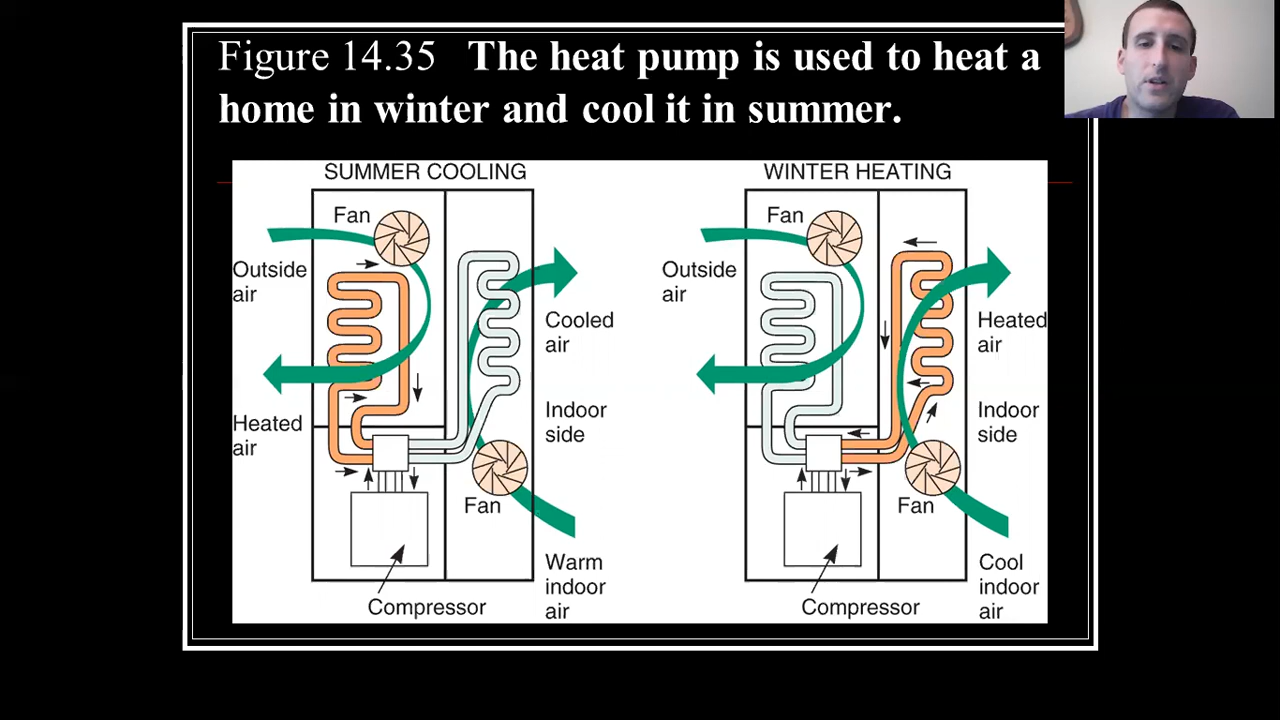 Figure 14.35 The heat pump is used to heat a
home in winter and cool it in summer.
SUMMER COOLING
Fan
Outside
air
Cooled
air
Heated
air
Indoor
side
Fan
Warm
indoor
air
Compressor
WINTER HEATING
Fan
Outside
air
Heated
air
Indoor
side
Fan
Cool
indoor
air
Compressor